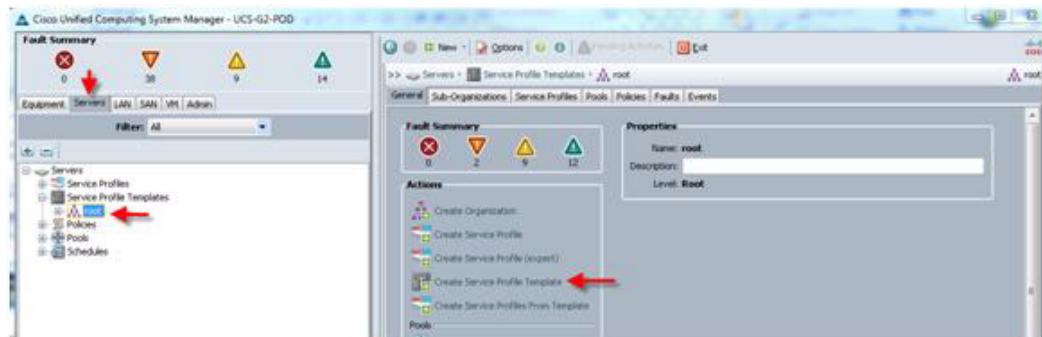 Cisco Unified Computing System Manager - UCS-G2-POD
Fault Summary
0 38 9 14
Equipment Servers LAN SAN VM Admin
Filter: All
Servers
Service Profiles
Service Profile Templates
root
Policies
Pools
Schedules
New Options Pending Activities Exit
>> Servers Service Profile Templates root
root
General Sub-Organizations Service Profiles Pools Policies Faults Events
Fault Summary
0 2 9 12
Actions
Create Organization
Create Service Profile
Create Service Profile (expert)
Create Service Profile Template
Create Service Profiles From Template
Pools
Properties
Name: root
Description:
Level: Root